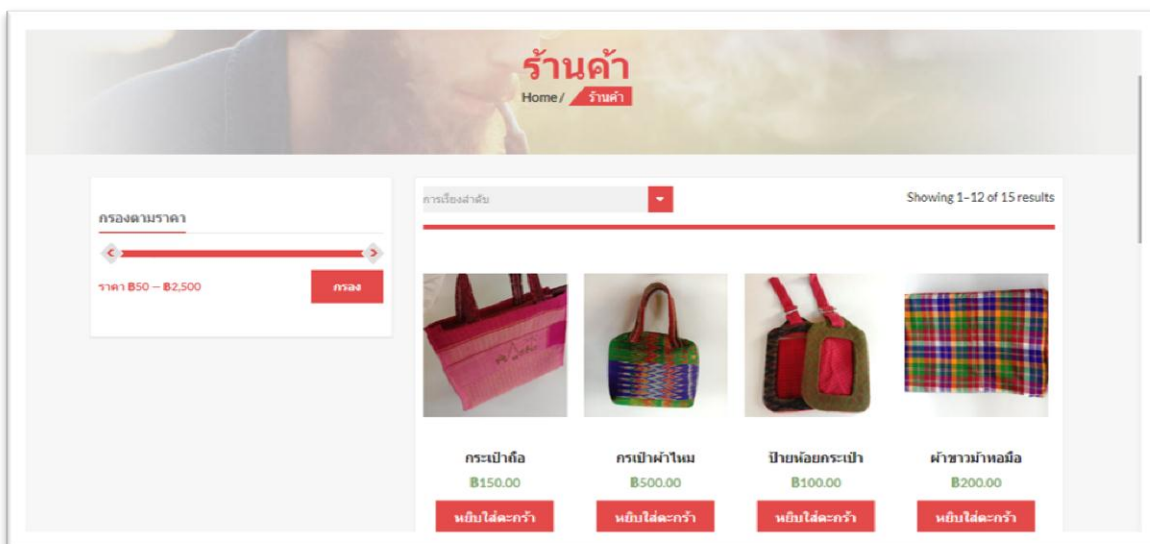 ร้านค้า
Home / ร้านค้า
กรองตามราคา
ราคา ฿50 — ฿2,500
กรอง
การเรียงลำดับ
Showing 1–12 of 15 results
กระเป๋าถือ
กรเป๋าผ้าไหม
ป้ายห้อยกระเป๋า
ผ้าขาวม้าทอมือ
฿150.00
฿500.00
฿100.00
฿200.00
หยิบใส่ตะกร้า
หยิบใส่ตะกร้า
หยิบใส่ตะกร้า
หยิบใส่ตะกร้า